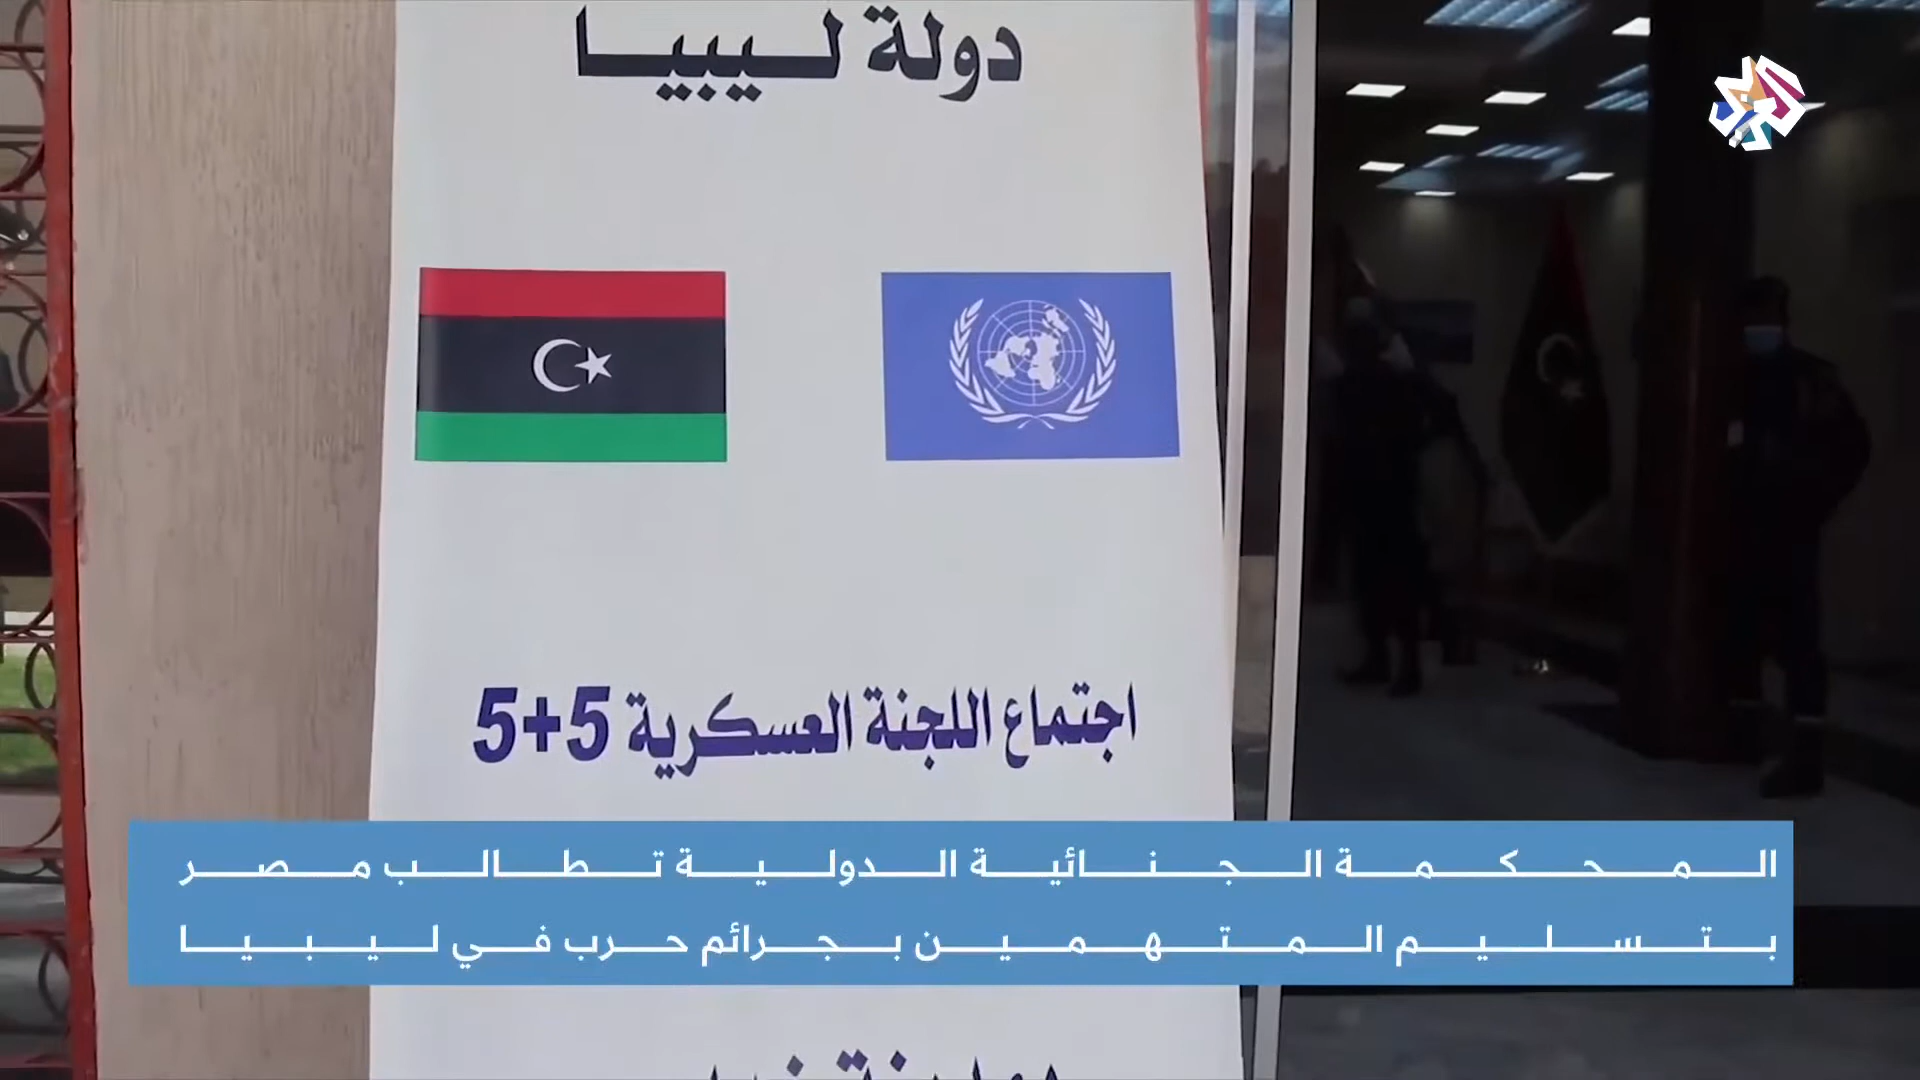 دولة ليبيا
اجتماع اللجنة العسكرية 5+5
المحكمة الجنائية الدولية تطالب مصر
بتسليم المتهمين بجرائم حرب في ليبيا